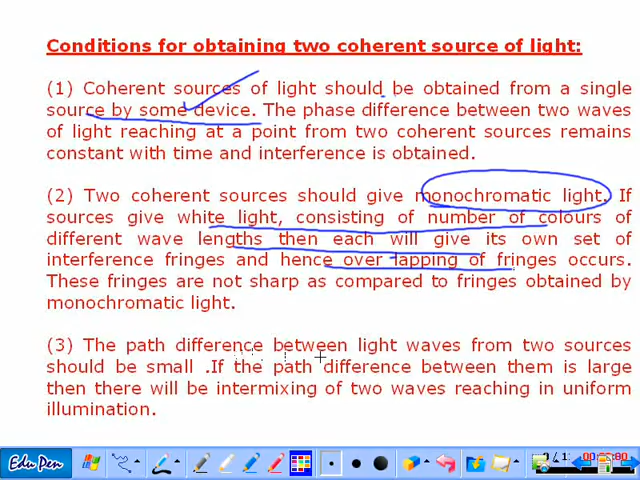 Conditions for obtaining two coherent source of light:
(1) Coherent sources of light should be obtained from a single
source by some device. The phase difference between two waves
of light reaching at a point from two coherent sources remains
constant with time and interference is obtained.
(2) Two coherent sources should give monochromatic light. If
sources give white light, consisting of number of colours of
different wave lengths then each will give its own set of
interference fringes and hence over lapping of fringes occurs.
These fringes are not sharp as compared to fringes obtained by
monochromatic light.
(3) The path difference between light waves from two sources
should be small .If the path difference between them is large
then there will be intermixing of two waves reaching in uniform
illumination.
Edu Pen